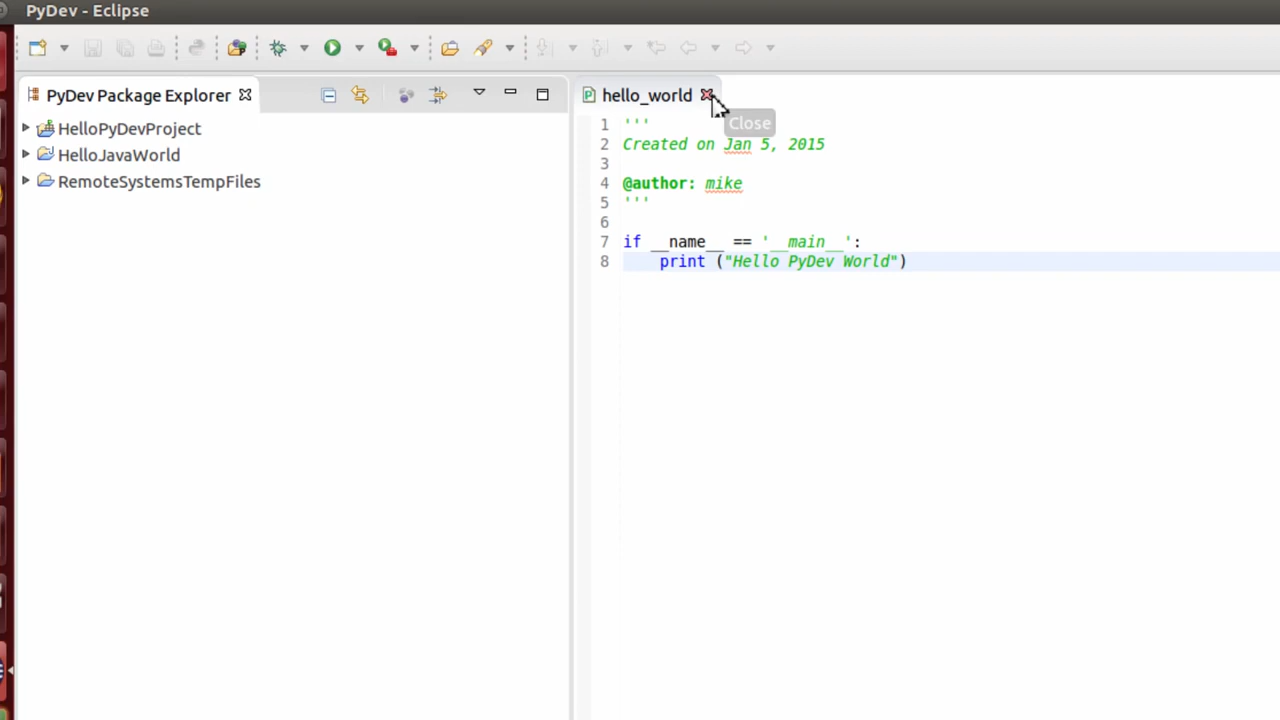 PyDev - Eclipse
PyDev Package Explorer
HelloPyDevProject
HelloJavaWorld
RemoteSystemsTempFiles
hello_world
Close
1 '''
2 Created on Jan 5, 2015
3
4 @author: mike
5 '''
6
7 if __name__ == '__main__':
8 print ("Hello PyDev World")